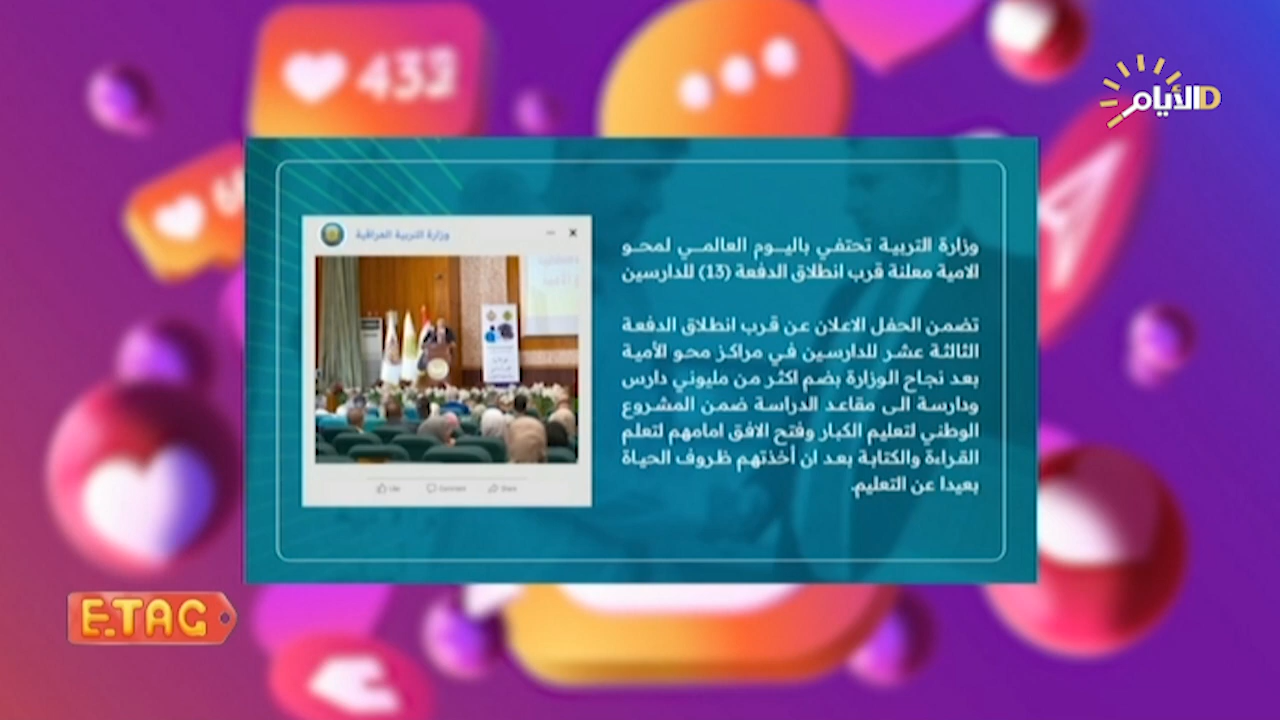 432
الأيام
وزارة التربية العراقية
وزارة التربية تحتفي باليوم العالمي لمحو
الامية معلنة قرب انطلاق الدفعة (13) للدارسين
تضمن الحفل الاعلان عن قرب انطلاق الدفعة
الثالثة عشر للدارسين في مراكز محو الأمية
بعد نجاح الوزارة بضم اكثر من مليوني دارس
ودارسة الى مقاعد الدراسة ضمن المشروع
الوطني لتعليم الكبار وفتح الافق امامهم لتعلم
القراءة والكتابة بعد ان أخذتهم ظروف الحياة
بعيدا عن التعليم.
Like Comment Share
E.TAG